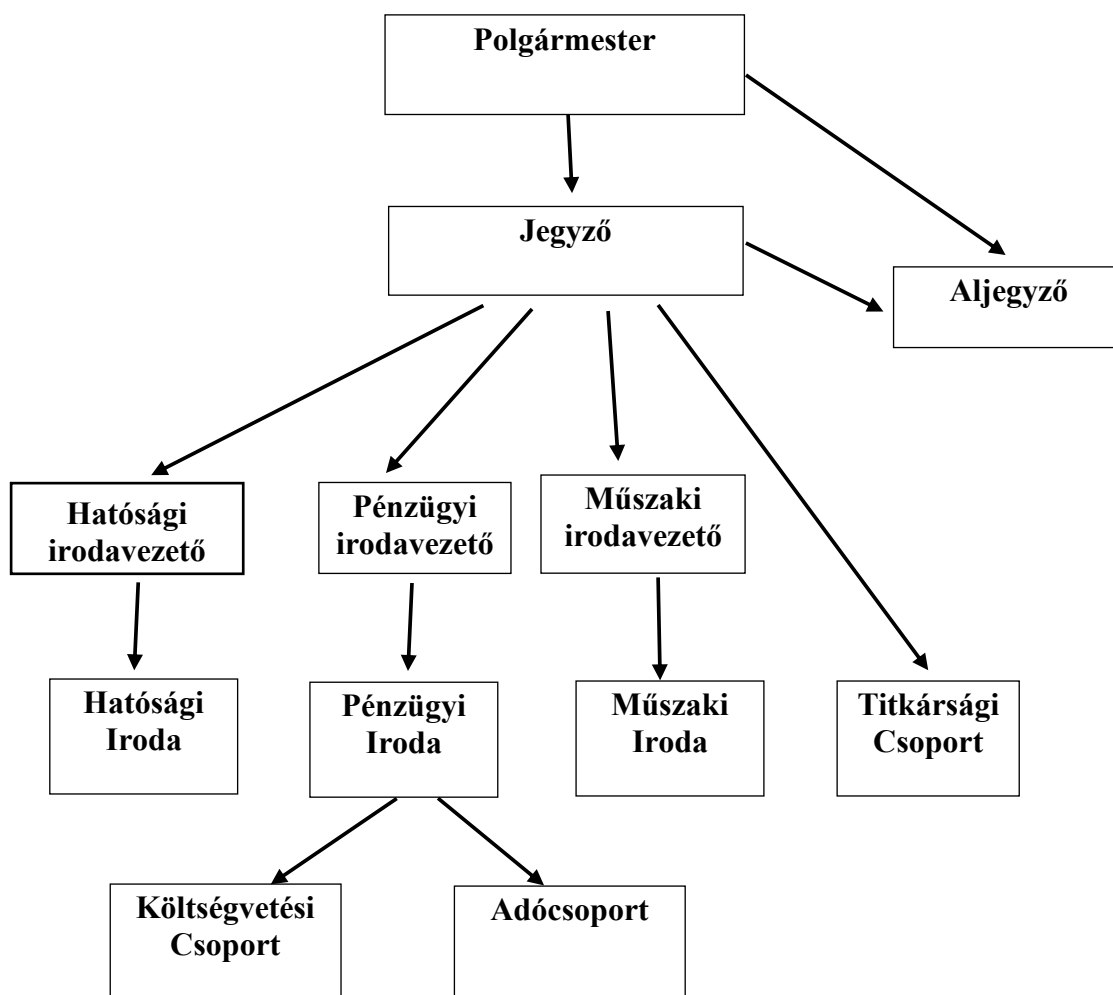 Polgármester
Jegyző
Aljegyző
Hatósági
irodavezető
Pénzügyi
irodavezető
Műszaki
irodavezető
Hatósági
Iroda
Pénzügyi
Iroda
Műszaki
Iroda
Titkársági
Csoport
Költségvetési
Csoport
Adócsoport